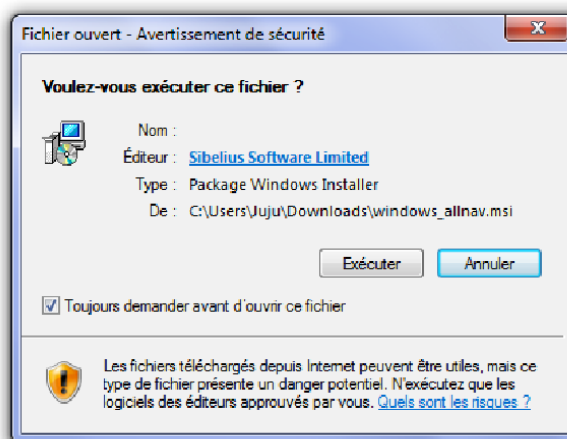 Fichier ouvert - Avertissement de sécurité
Voulez-vous exécuter ce fichier ?
Nom :
Éditeur : Sibelius Software Limited
Type : Package Windows Installer
De : C:\Users\Juju\Downloads\windows_allnav.msi
Exécuter Annuler
Toujours demander avant d'ouvrir ce fichier
Les fichiers téléchargés depuis Internet peuvent être utiles, mais ce
type de fichier présente un danger potentiel. N'exécutez que les
logiciels des éditeurs approuvés par vous. Quels sont les risques ?